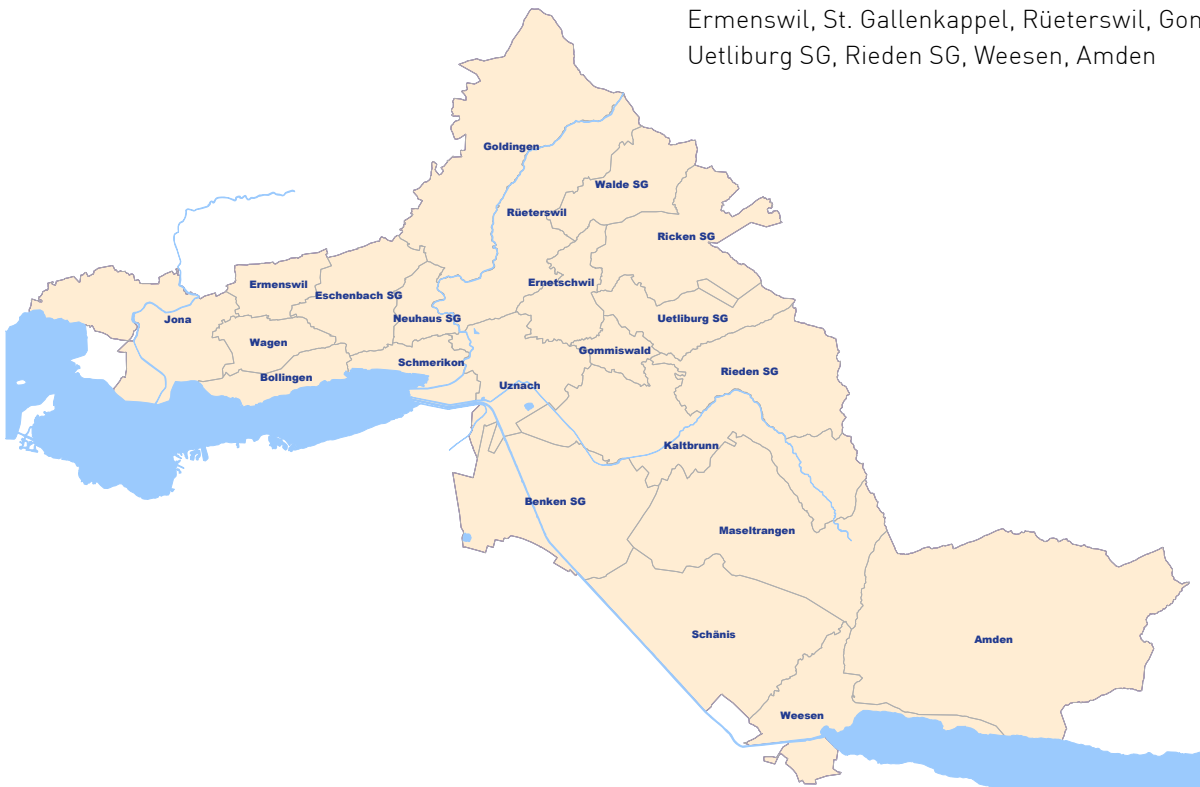 Ermenswil, St. Gallenkappel, Rüeterswil,
Uetliburg SG, Rieden SG, Weesen, Amden
Goldingen
Walde SG
Rüeterswil
Ricken SG
Ermenswil
Ernetschwil
Eschenbach SG
Jona
Neuhaus SG
Uetliburg SG
Wagen
Gommiswald
Schmerikon
Rieden SG
Bollingen
Uznach
Kaltbrunn
Benken SG
Maseltrangen
Schänis
Amden
Weesen